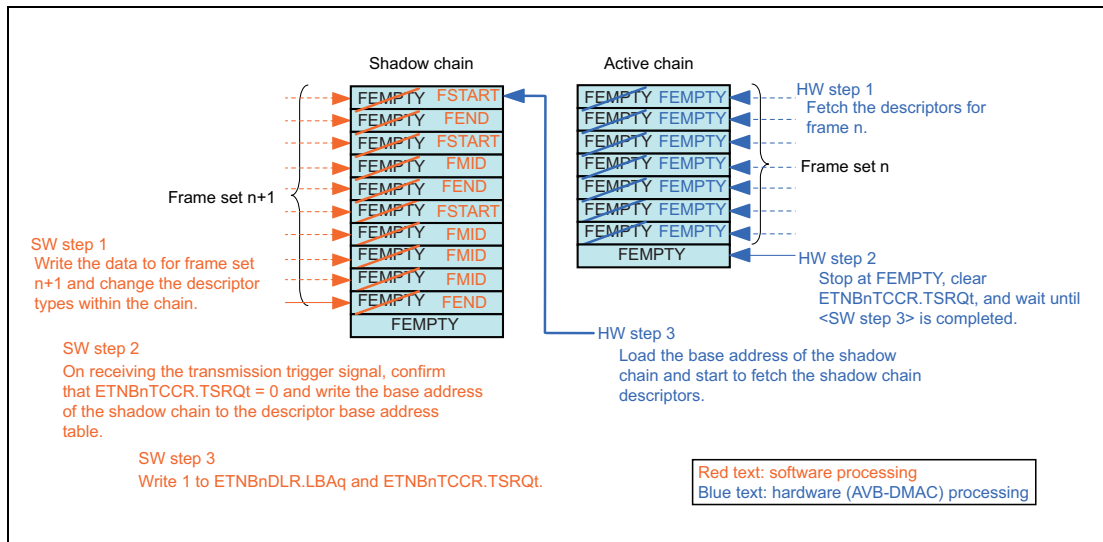 Shadow chain
Active chain
FEMPTY FSTART
FEMPTY FEND
FEMPTY FSTART
FEMPTY FMID
FEMPTY FEND
FEMPTY FSTART
FEMPTY FMID
FEMPTY FMID
FEMPTY FMID
FEMPTY FEND
FEMPTY
Frame set n+1
SW step 1
Write the data to for frame set
n+1 and change the descriptor
types within the chain.
SW step 2
On receiving the transmission trigger signal, confirm
that ETNBnTCCR.TSRQt = 0 and write the base address
of the shadow chain to the descriptor base address
table.
SW step 3
Write 1 to ETNBnDLR.LBAq and ETNBnTCCR.TSRQt.
FEMPTY FEMPTY
FEMPTY FEMPTY
FEMPTY FEMPTY
FEMPTY FEMPTY
FEMPTY FEMPTY
FEMPTY FEMPTY
FEMPTY FEMPTY
FEMPTY
HW step 1
Fetch the descriptors for
frame n.
Frame set n
HW step 2
Stop at FEMPTY, clear
ETNBnTCCR.TSRQt, and wait until
<SW step 3> is completed.
HW step 3
Load the base address of the shadow
chain and start to fetch the shadow chain
descriptors.
Red text: software processing
Blue text: hardware (AVB-DMAC) processing